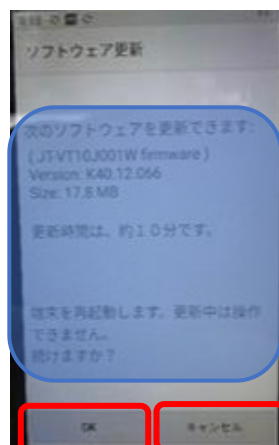 ソフトウェア更新
次のソフトウェアを更新できます:
( JT-VT10J001W firmware )
Version: K40.12.066
Size: 17.8 MB
更新時間は、約１０分です。
端末を再起動します。更新中は操作
できません。
続けますか？
OK
キャンセル